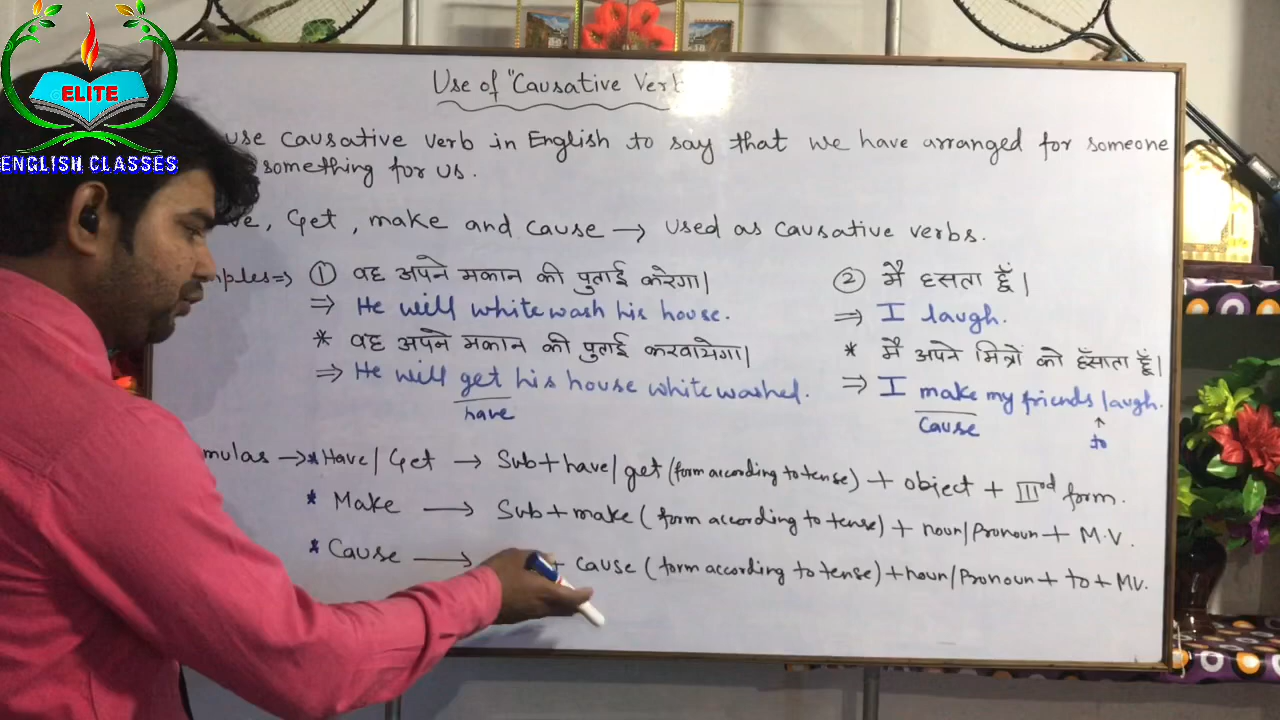 ELITE
ENGLISH CLASSES
Use of "Causative Verb
use causative verb in English to say that we have arranged for someone
something for us.
Get, make and cause → used as causative verbs.
⇒ ① वह अपने मकान की पुताई करेगा। ② मैं हसता हूँ।
⇒ He will whitewash his house. ⇒ I laugh.
* वह अपने मकान की पुताई करवायेगा। * मैं अपने मित्रों को हँसाता हूँ।
⇒ He will get his house whitewashed. ⇒ I make my friends laugh.
have cause ↑
to
→ * Have/Get → Sub + have/get (form according to tense) + object + IIIrd form.
* Make → Sub + make (form according to tense) + noun/Pronoun + M.V.
* Cause → + cause (form according to tense) + noun/Pronoun + to + MV.